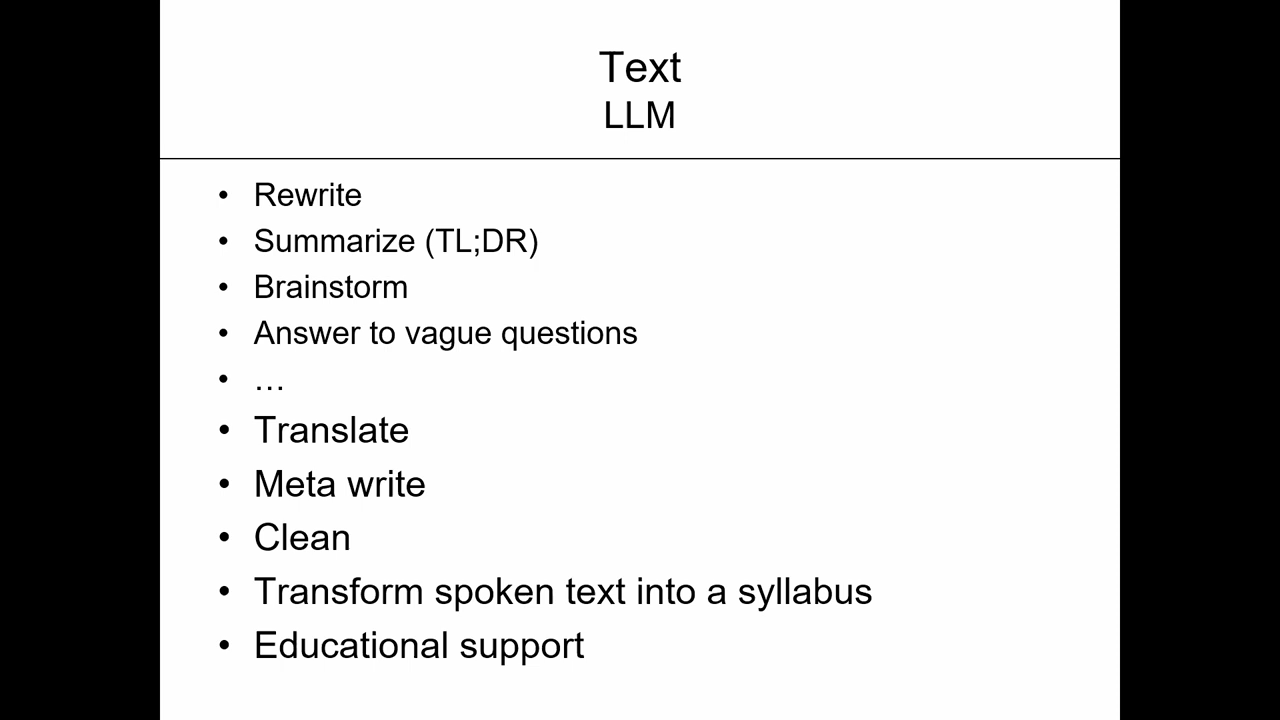 Text
LLM
• Rewrite
• Summarize (TL;DR)
• Brainstorm
• Answer to vague questions
• …
• Translate
• Meta write
• Clean
• Transform spoken text into a syllabus
• Educational support